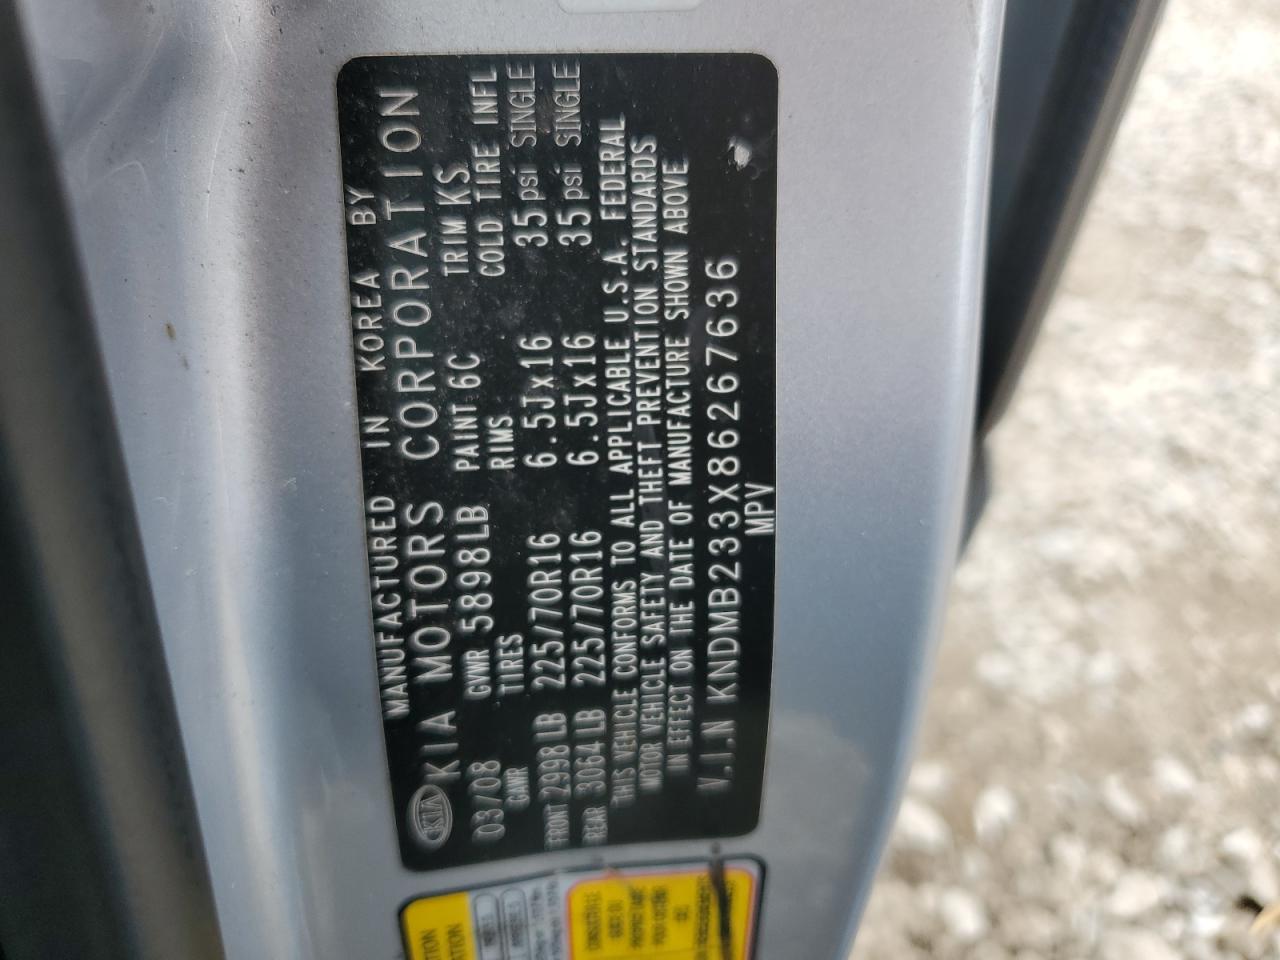 MANUFACTURED IN KOREA BY
KIA KIA MOTORS CORPORATION
03/08 GVWR 5898LB PAINT 6C TRIM KS
GAWR TIRES RIMS COLD TIRE INFL
FRONT 2998LB 225/70R16 6.5Jx16 35psi SINGLE
REAR 3064LB 225/70R16 6.5Jx16 35psi SINGLE
THIS VEHICLE CONFORMS TO ALL APPLICABLE U.S.A. FEDERAL
MOTOR VEHICLE SAFETY AND THEFT PREVENTION STANDARDS
IN EFFECT ON THE DATE OF MANUFACTURE SHOWN ABOVE
V.I.N KNDMB233X86267636
MPV